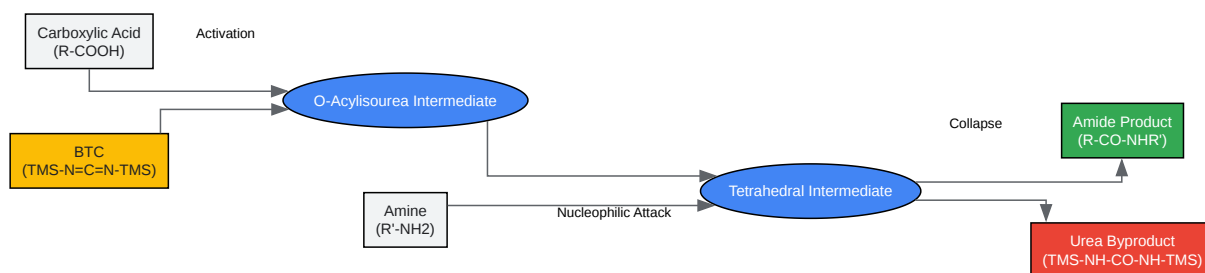 Carboxylic Acid
(R-COOH)
Activation
O-Acylisourea Intermediate
BTC
(TMS-N=C=N-TMS)
Collapse
Amide Product
(R-CO-NHR')
Tetrahedral Intermediate
Amine
(R'-NH2)
Nucleophilic Attack
Urea Byproduct
(TMS-NH-CO-NH-TMS)